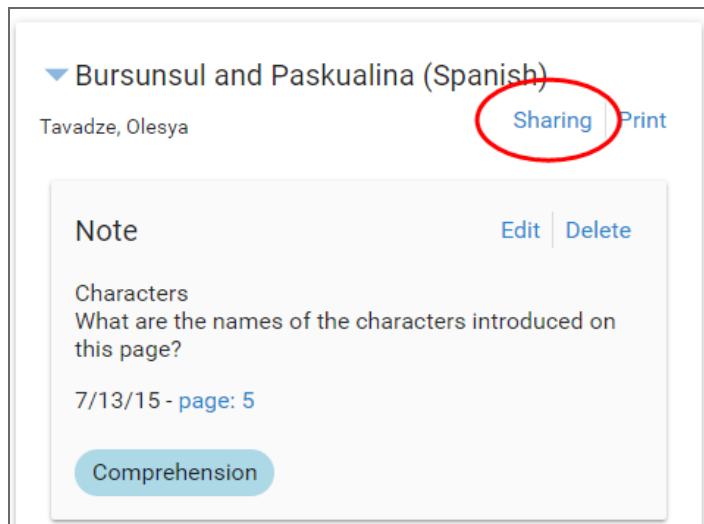 Bursunsul and Paskualina (Spanish)
Tavadze, Olesya
Sharing Print
Note
Edit Delete
Characters
What are the names of the characters introduced on
this page?
7/13/15 - page: 5
Comprehension